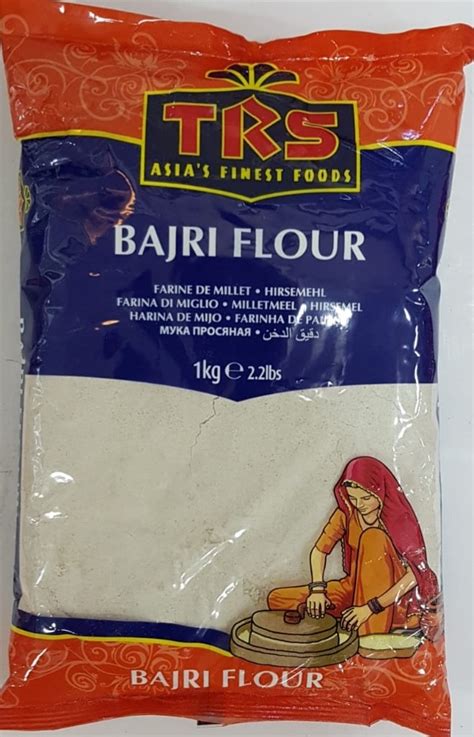 TRS
ASIA'S FINEST FOODS
BAJRI FLOUR
FARINE DE MILLET • HIRSEMEHL
FARINA DI MIGLIO • MILLETMEEL • HIRSEMEL
HARINA DE MIJO • FARINHA DE
МУКА ПРОСЯНАЯ • دقيق الدخن
1kg ℮ 2.2lbs
BAJRI FLOUR